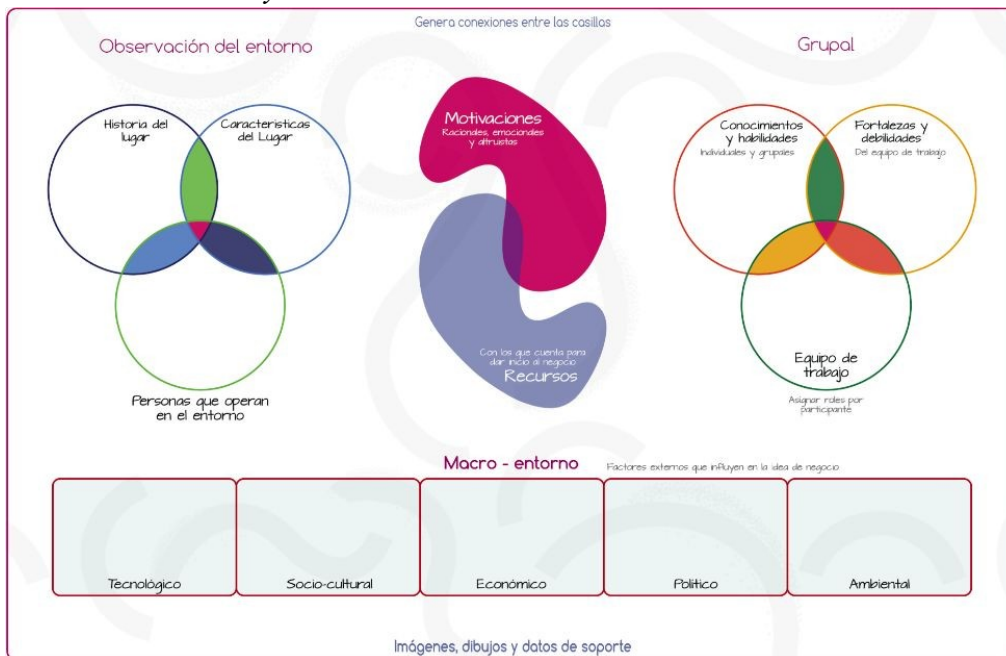 y
Genera conexiones entre las casillas
Observación del entorno
Grupal
Historia del
lugar
Características
del Lugar
Personas que operan
en el entorno
Motivaciones
Racionales, emocionales
y altruistas
Con los que cuenta para
dar inicio al negocio
Recursos
Conocimientos
y habilidades
Individuales y grupales
Fortalezas y
debilidades
Del equipo de trabajo
Equipo de
trabajo
Asignar roles por
participante
Macro - entorno
Factores externos que influyen en la idea de negocio
Tecnológico
Socio-cultural
Económico
Político
Ambiental
Imágenes, dibujos y datos de soporte